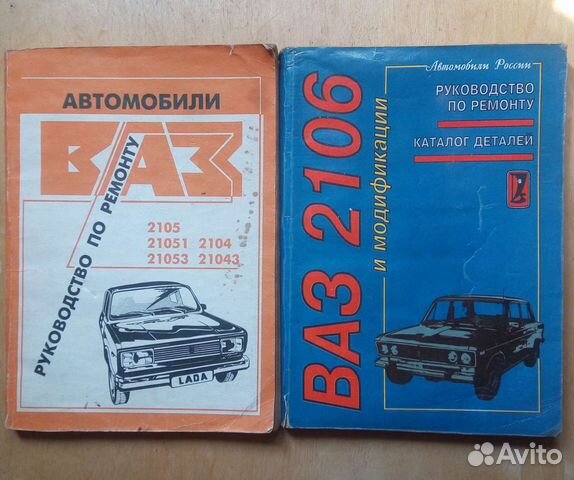 АВТОМОБИЛИ
ВАЗ
РУКОВОДСТВО ПО РЕМОНТУ
2105
21051 2104
21053 21043
LADA
Автомобили России
РУКОВОДСТВО
ПО РЕМОНТУ
КАТАЛОГ ДЕТАЛЕЙ
ВАЗ 2106
и модификации
Avito